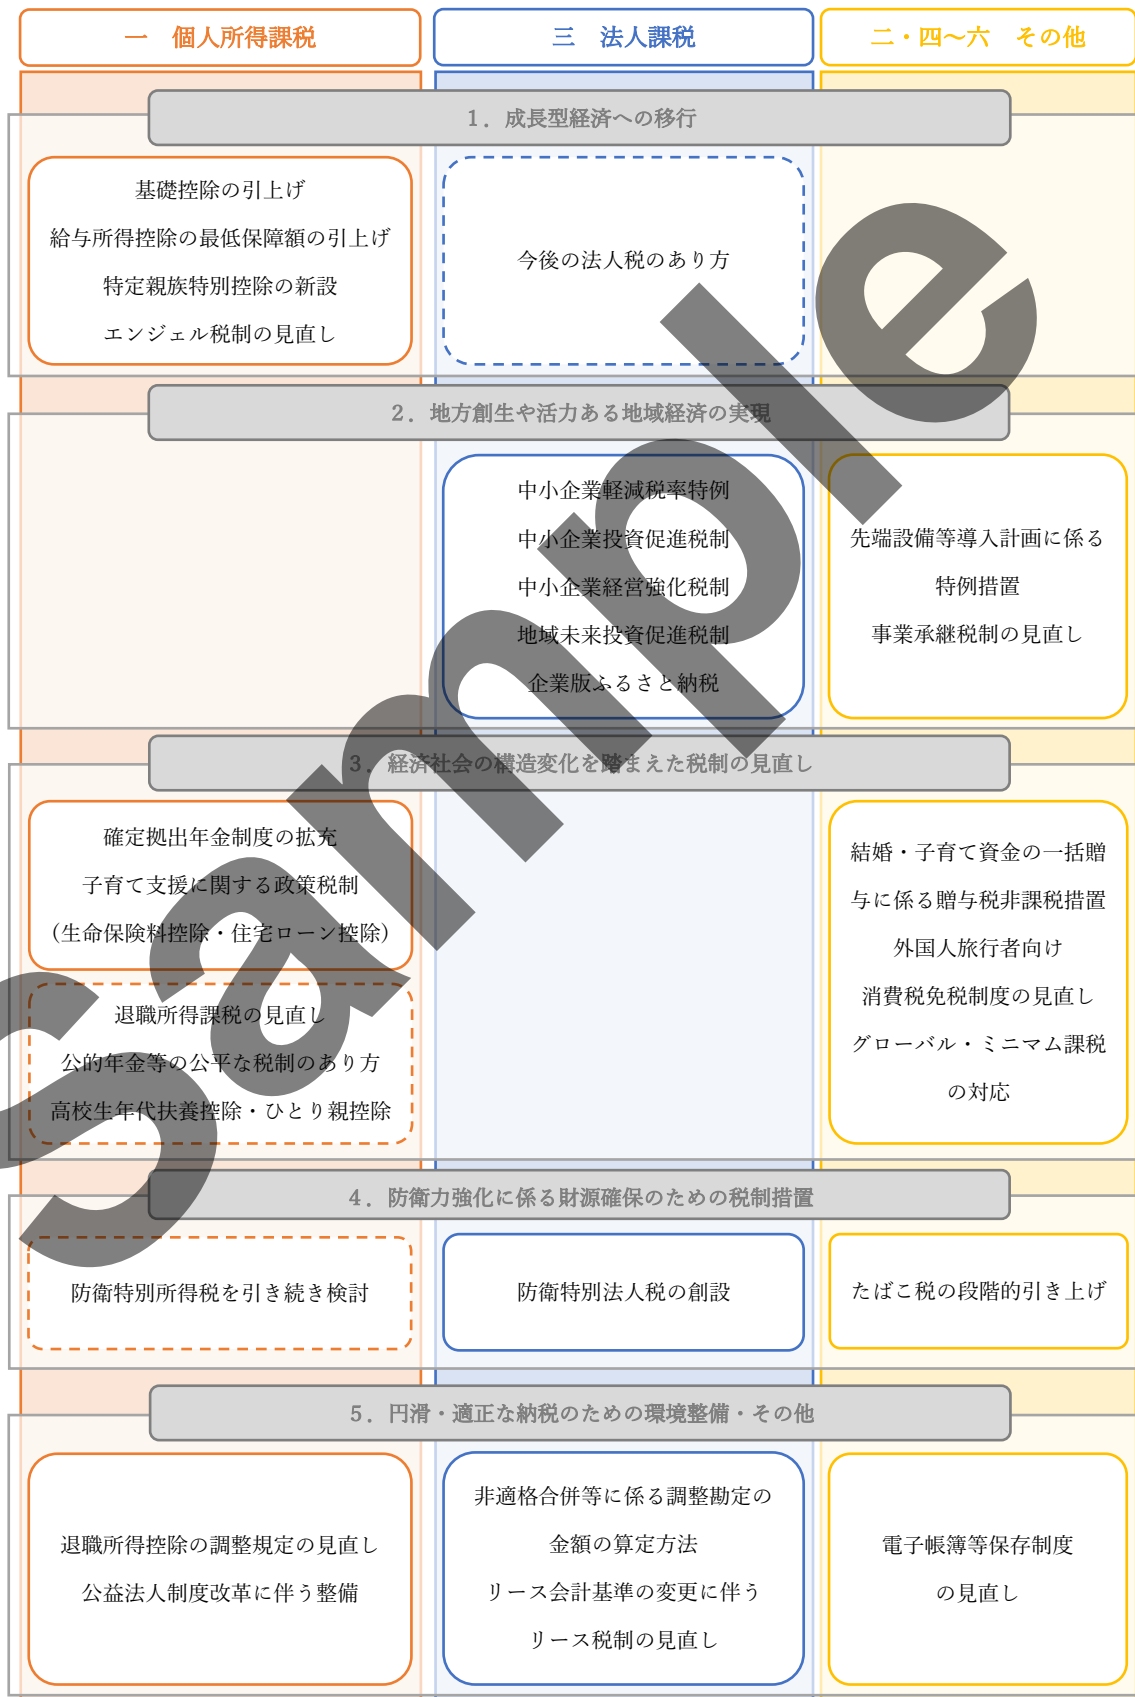 一　個人所得課税
三　法人課税
二・四～六　その他
１．成長型経済への移行
基礎控除の引上げ
給与所得控除の最低保障額の引上げ
特定親族特別控除の新設
エンジェル税制の見直し
今後の法人税のあり方
２．地方創生や活力ある地域経済の実現
中小企業軽減税率特例
中小企業投資促進税制
中小企業経営強化税制
地域未来投資促進税制
企業版ふるさと納税
先端設備等導入計画に係る
特例措置
事業承継税制の見直し
３．経済社会の構造変化を踏まえた税制の見直し
確定拠出年金制度の拡充
子育て支援に関する政策税制
（生命保険料控除・住宅ローン控除）
退職所得課税の見直し
公的年金等の公平な税制のあり方
高校生年代扶養控除・ひとり親控除
結婚・子育て資金の一括贈
与に係る贈与税非課税措置
外国人旅行者向け
消費税免税制度の見直し
グローバル・ミニマム課税
の対応
４．防衛力強化に係る財源確保のための税制措置
防衛特別所得税を引き続き検討
防衛特別法人税の創設
たばこ税の段階的引き上げ
５．円滑・適正な納税のための環境整備・その他
退職所得控除の調整規定の見直し
公益法人制度改革に伴う整備
非適格合併等に係る調整勘定の
金額の算定方法
リース会計基準の変更に伴う
リース税制の見直し
電子帳簿等保存制度
の見直し
Sample